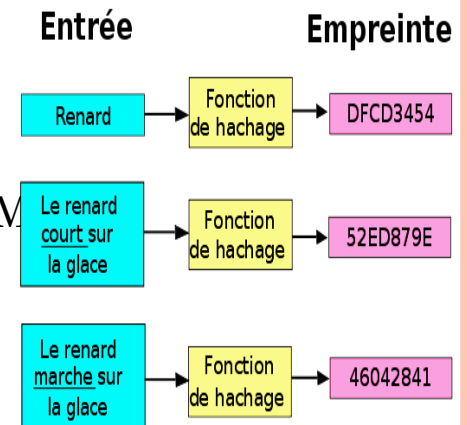 Entrée
Empreinte
Renard
Fonction
de hachage
DFCD3454
M
Le renard
court sur
la glace
Fonction
de hachage
52ED879E
Le renard
marche sur
la glace
Fonction
de hachage
46042841